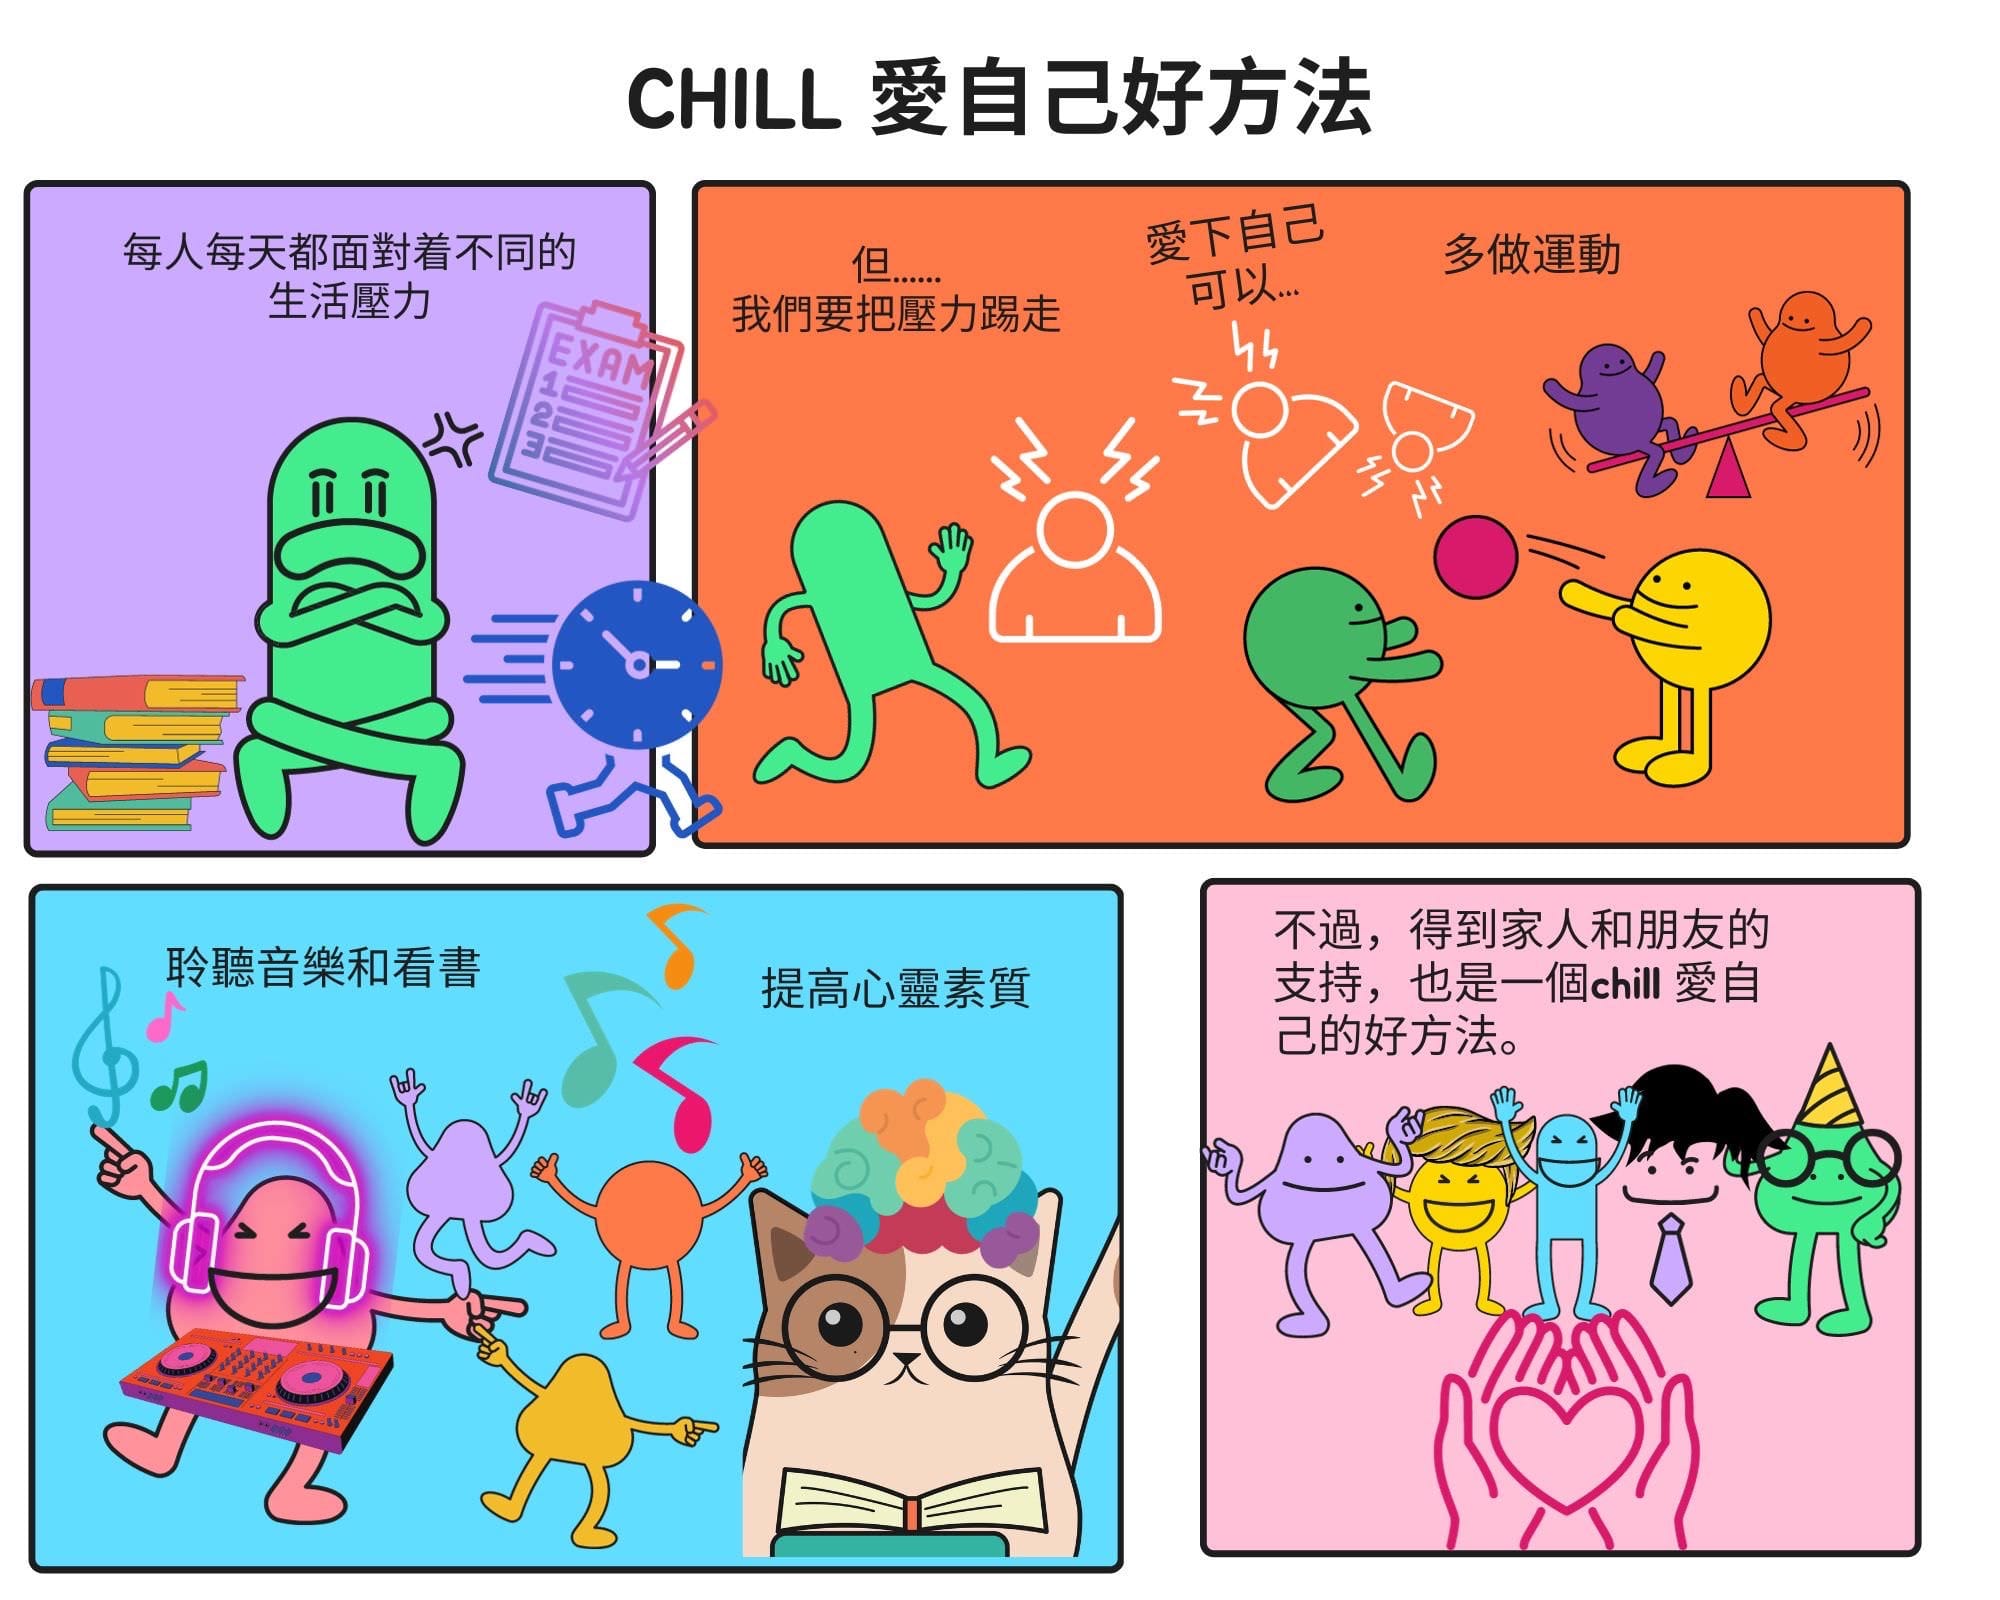 CHILL 愛自己好方法
每人每天都面對着不同的
生活壓力
EXAM
1
2
3
但......
我們要把壓力踢走
愛下自己
可以...
多做運動
聆聽音樂和看書
提高心靈素質
不過，得到家人和朋友的
支持，也是一個chill 愛自
己的好方法。